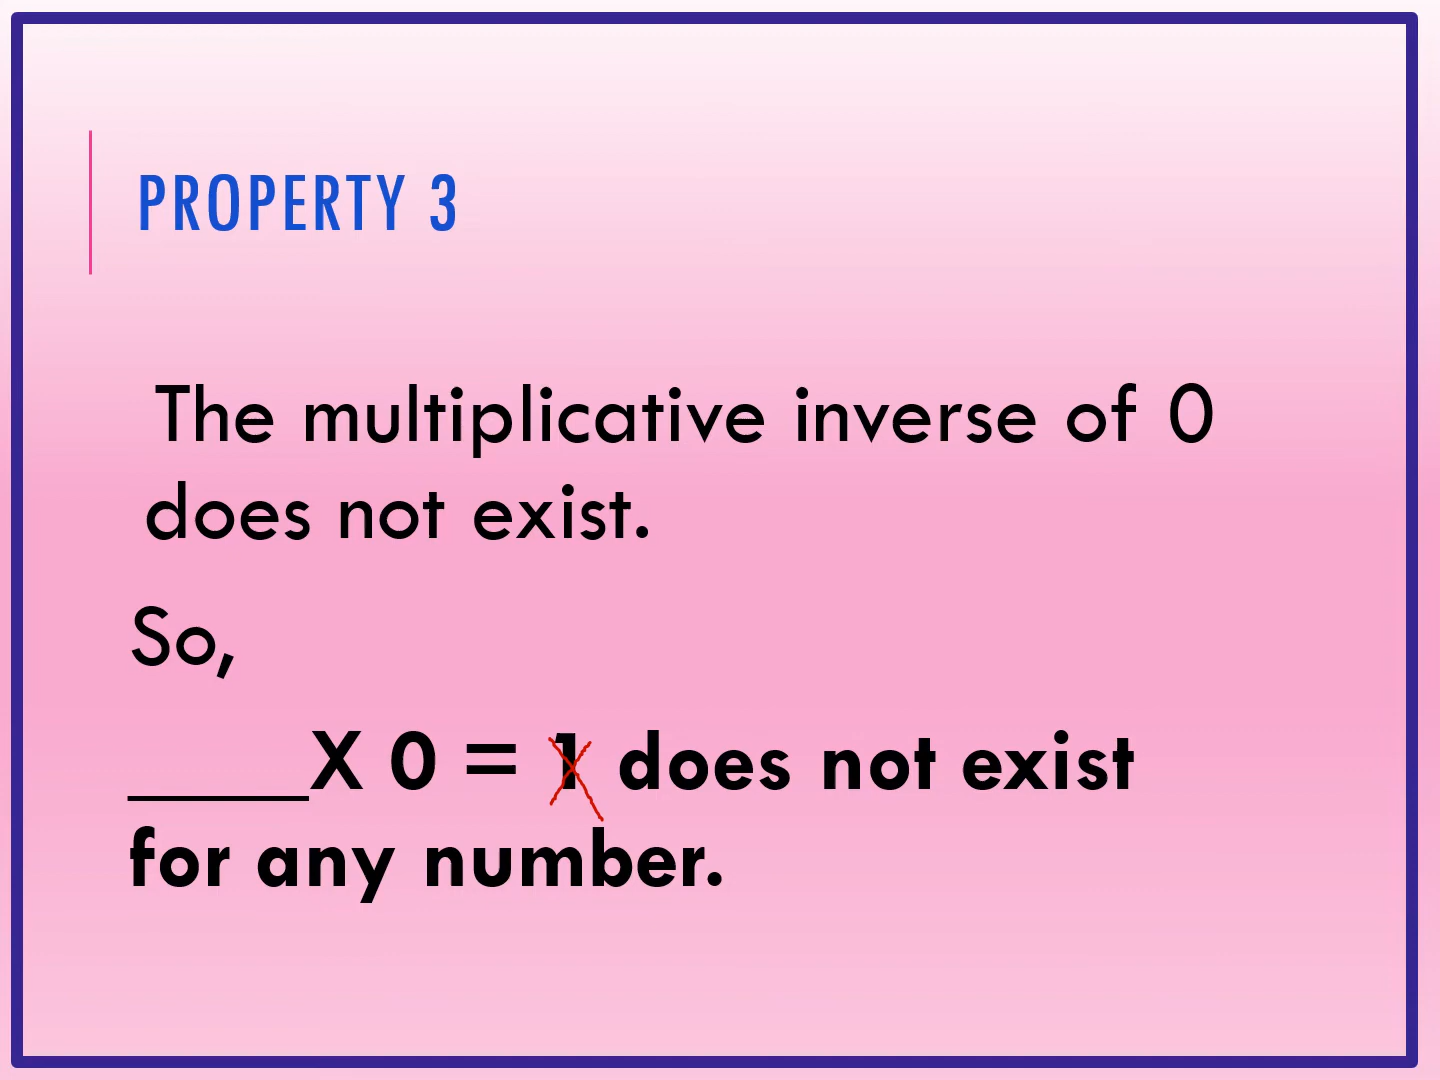 PROPERTY 3
The multiplicative inverse of 0
does not exist.
So,
____X 0 = 1 does not exist
for any number.